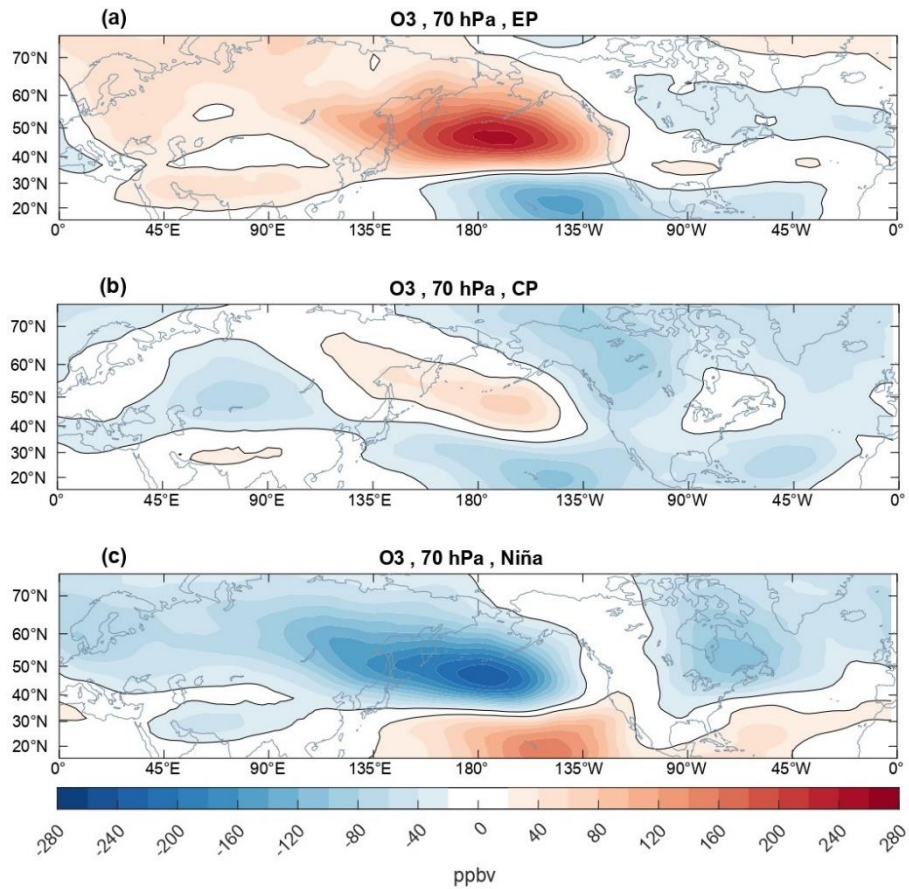 (a) O3 , 70 hPa , EP
70°N
60°N
50°N
40°N
30°N
20°N
0° 45°E 90°E 135°E 180° 135°W 90°W 45°W 0°
(b) O3 , 70 hPa , CP
70°N
60°N
50°N
40°N
30°N
20°N
0° 45°E 90°E 135°E 180° 135°W 90°W 45°W 0°
(c) O3 , 70 hPa , Niña
70°N
60°N
50°N
40°N
30°N
20°N
0° 45°E 90°E 135°E 180° 135°W 90°W 45°W 0°
-280 -240 -200 -160 -120 -80 -40 0 40 80 120 160 200 240 280
ppbv